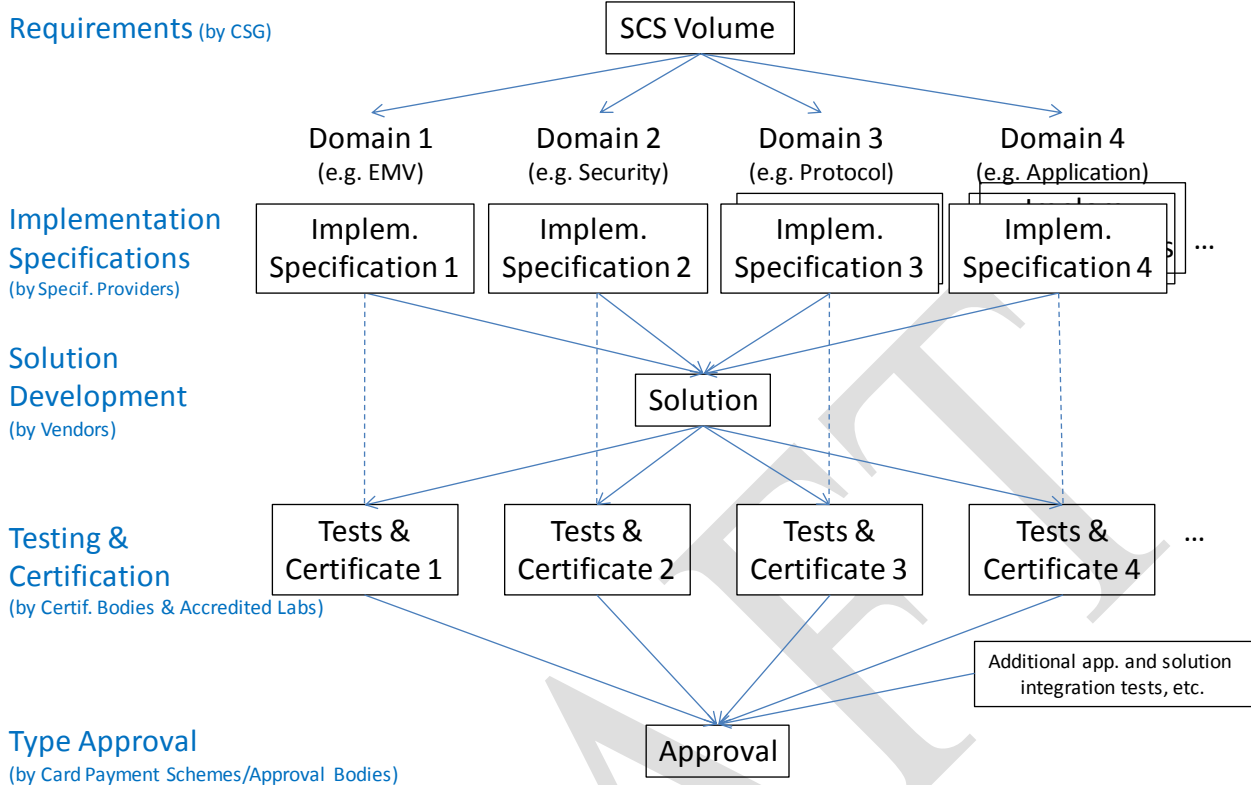 Requirements (by CSG)
SCS Volume
Domain 1
(e.g. EMV)
Domain 2
(e.g. Security)
Domain 3
(e.g. Protocol)
Domain 4
(e.g. Application)
Implementation
Specifications
(by Specif. Providers)
Implem.
Specification 1
Implem.
Specification 2
Implem.
Specification 3
Implem.
Specification 4
...
Solution
Development
(by Vendors)
Solution
Testing &
Certification
(by Certif. Bodies & Accredited Labs)
Tests &
Certificate 1
Tests &
Certificate 2
Tests &
Certificate 3
Tests &
Certificate 4
...
Additional app. and solution
integration tests, etc.
Type Approval
(by Card Payment Schemes/Approval Bodies)
Approval